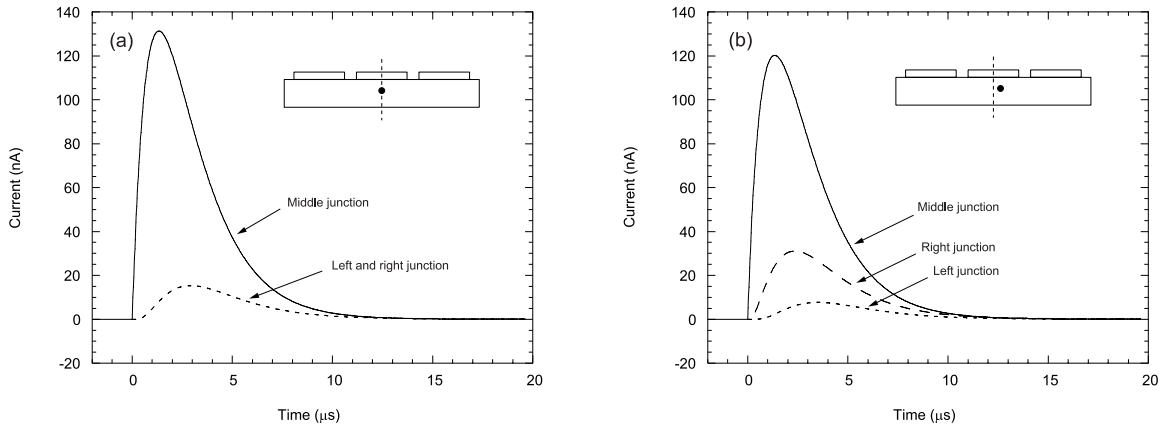 (a)
140
120
100
80
60
40
20
0
-20
Current (nA)
Middle junction
Left and right junction
0 5 10 15 20
Time (μs)
(b)
140
120
100
80
60
40
20
0
-20
Current (nA)
Middle junction
Right junction
Left junction
0 5 10 15 20
Time (μs)